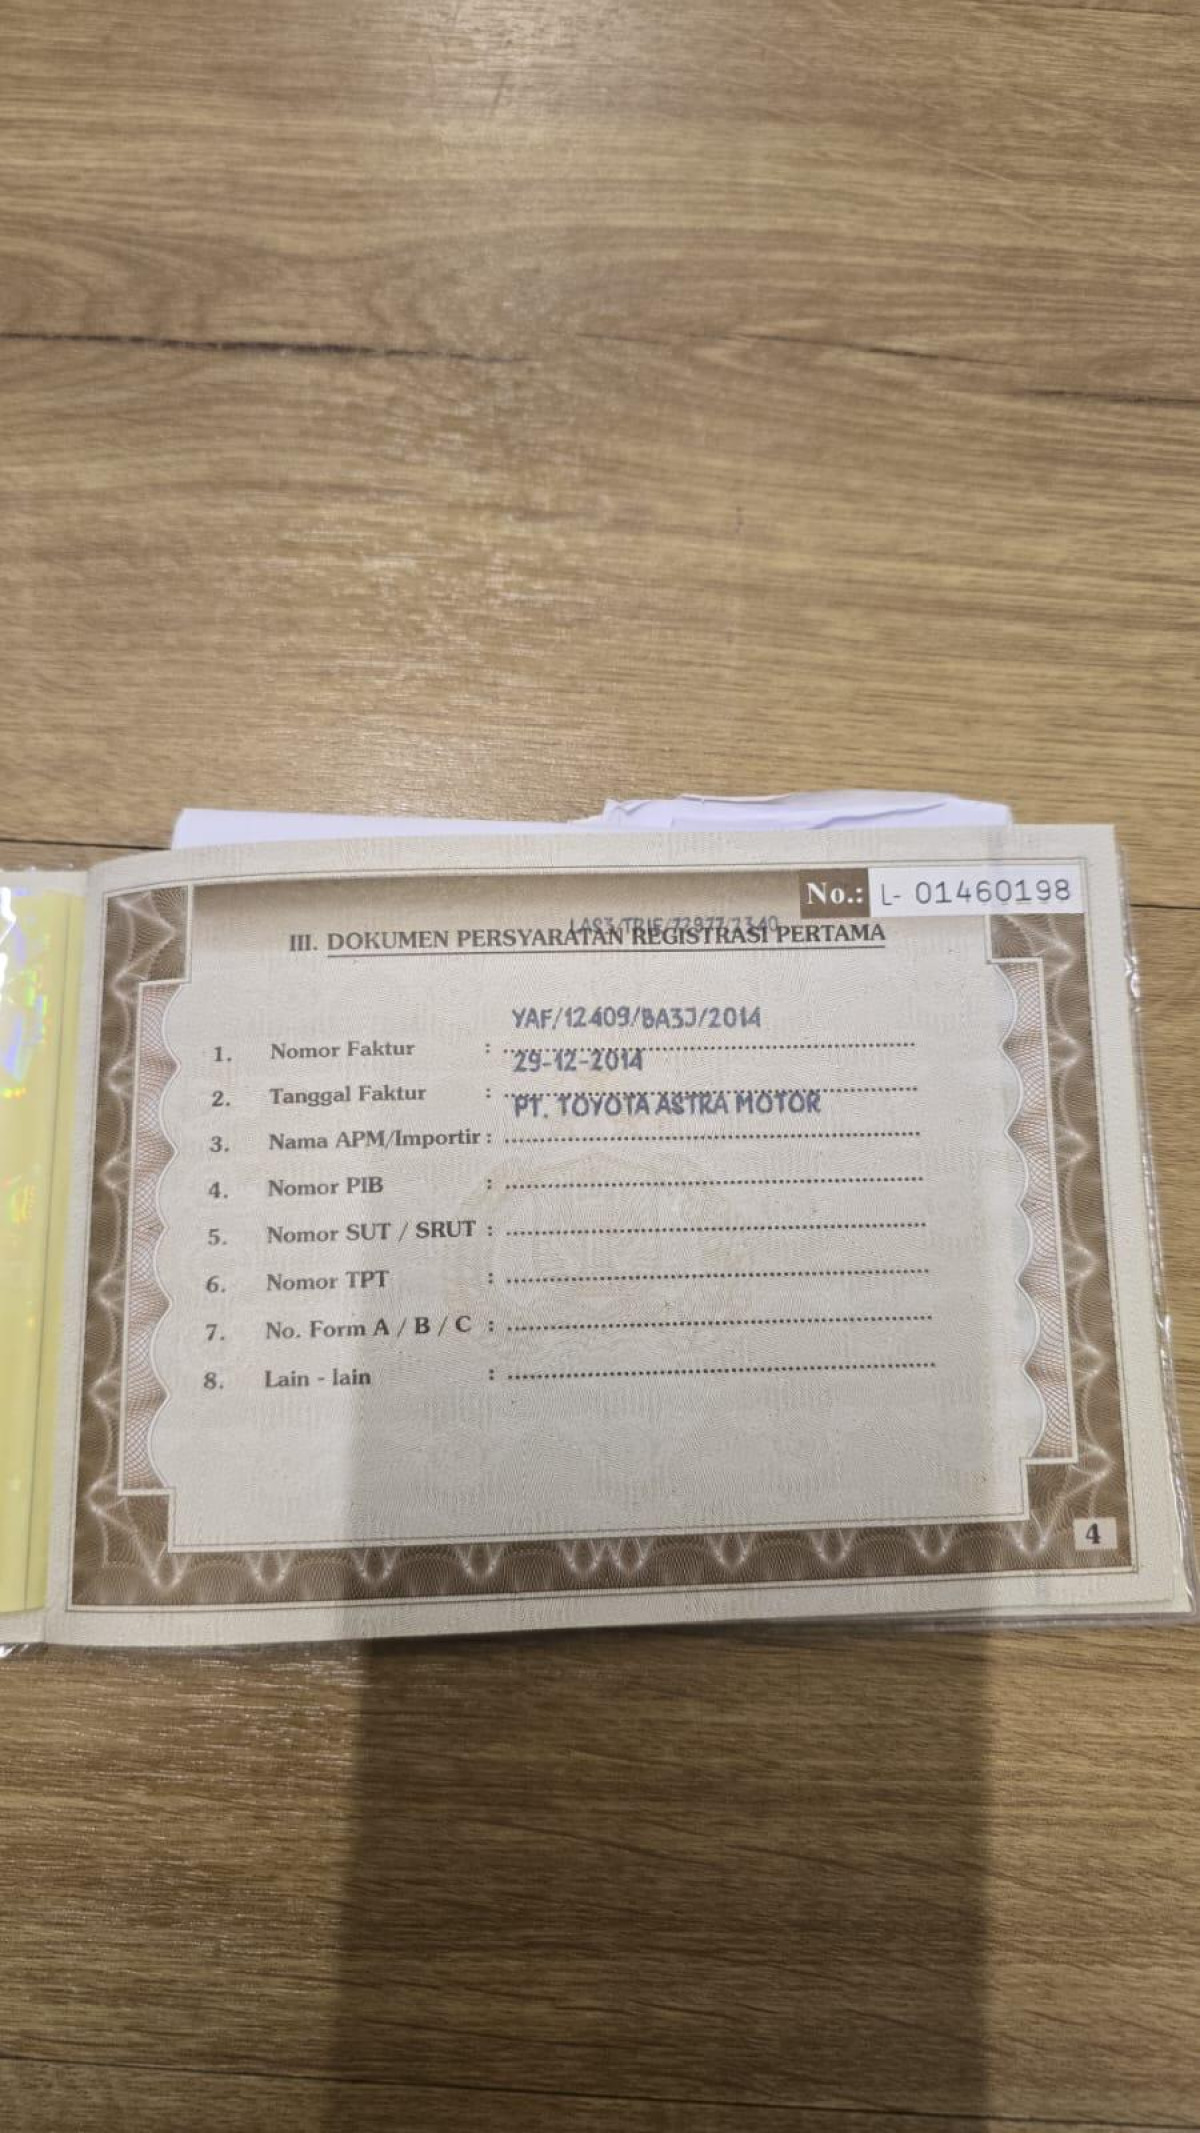 No.: L- 01460198
III. DOKUMEN PERSYARATAN REGISTRASI PERTAMA
YAF/12409/BA3J/2014
1. Nomor Faktur :
29-12-2014
2. Tanggal Faktur :
PT. TOYOTA ASTRA MOTOR
3. Nama APM/Importir :
4. Nomor PIB :
5. Nomor SUT / SRUT :
6. Nomor TPT :
7. No. Form A / B / C :
8. Lain - lain :
4